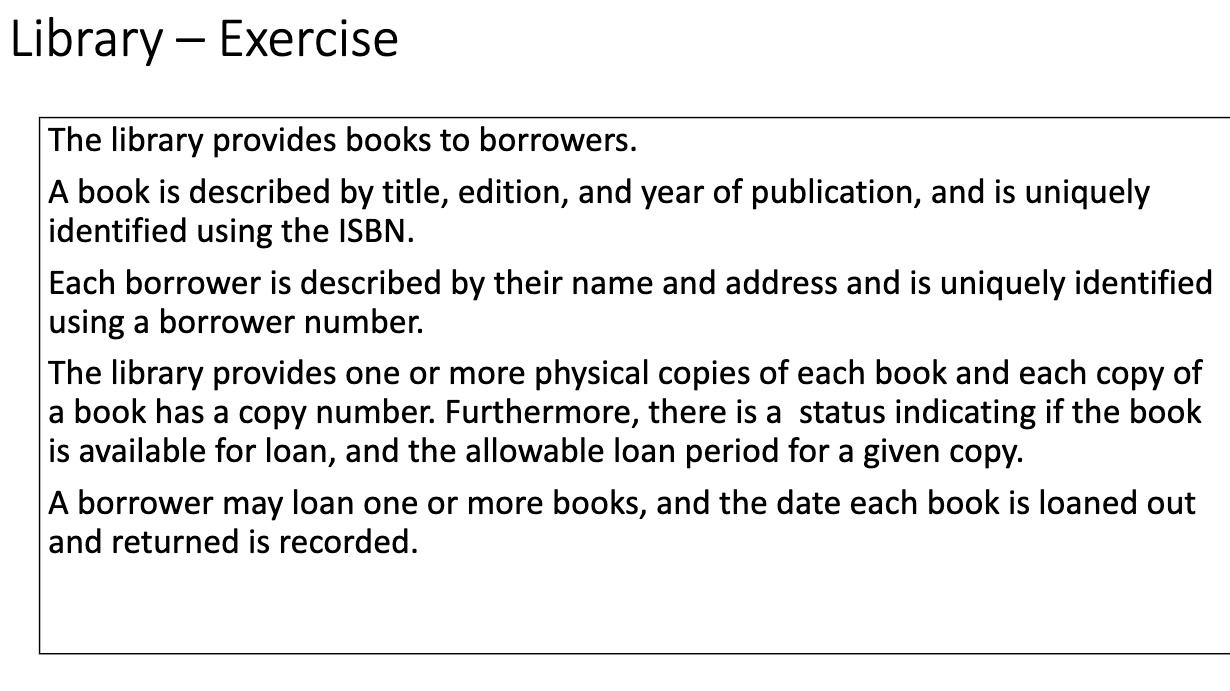 Library – Exercise
The library provides books to borrowers.
A book is described by title, edition, and year of publication, and is uniquely
identified using the ISBN.
Each borrower is described by their name and address and is uniquely identified
using a borrower number.
The library provides one or more physical copies of each book and each copy of
a book has a copy number. Furthermore, there is a  status indicating if the book
is available for loan, and the allowable loan period for a given copy.
A borrower may loan one or more books, and the date each book is loaned out
and returned is recorded.